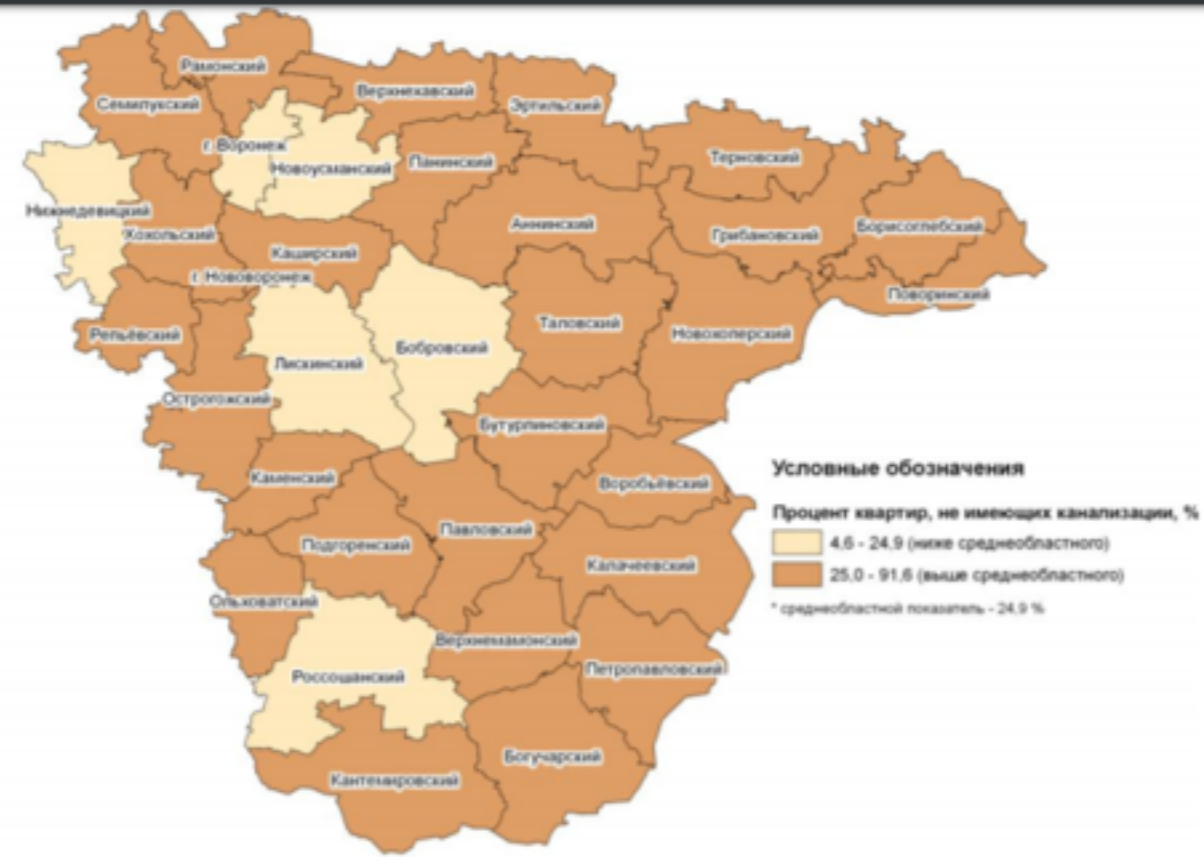 Рамонский
Верхнехавский
Семилукский
Эртильский
г. Воронеж
Терновский
Панинский
Новоусманский
Нижнедевицкий
Аннинский
Борисоглебский
Хохольский
Грибановский
Каширский
г. Нововоронеж
Поворинский
Таловский
Репьёвский
Новохоперский
Бобровский
Лискинский
Острогожский
Бутурлиновский
Условные обозначения
Каменский
Воробьёвский
Процент квартир, не имеющих канализации, %
Павловский
4,6 - 24,9 (ниже среднеобластного)
Подгоренский
Калачеевский
25,0 - 91,6 (выше среднеобластного)
Ольховатский
* среднеобластной показатель - 24,9 %
Верхнемамонский
Петропавловский
Россошанский
Богучарский
Кантемировский